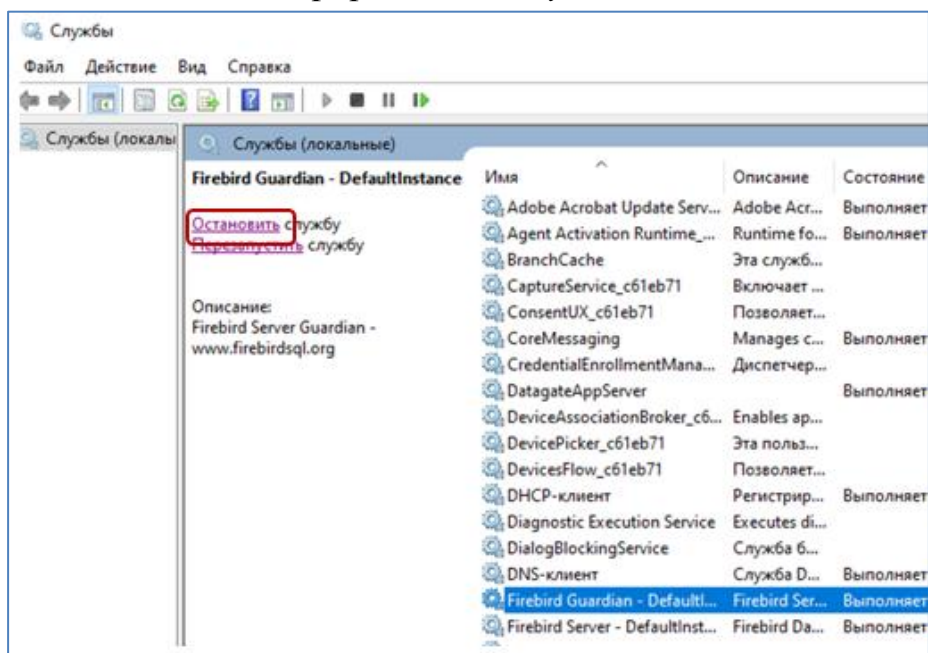 Службы
Файл Действие Вид Справка
Службы (локалы
Службы (локальные)
Firebird Guardian - DefaultInstance
Остановить службу
Перезапустить службу
Описание:
Firebird Server Guardian -
www.firebirdsql.org
Имя Описание Состояние
Adobe Acrobat Update Serv... Adobe Acr... Выполняет
Agent Activation Runtime_... Runtime fo... Выполняет
BranchCache Эта служб...
CaptureService_c61eb71 Включает ...
ConsentUX_c61eb71 Позволяет...
CoreMessaging Manages c... Выполняет
CredentialEnrollmentMana... Диспетчер...
DatagateAppServer Выполняет
DeviceAssociationBroker_c6... Enables ap...
DevicePicker_c61eb71 Эта польз...
DevicesFlow_c61eb71 Позволяет...
DHCP-клиент Регистрир... Выполняет
Diagnostic Execution Service Executes di...
DialogBlockingService Служба б...
DNS-клиент Служба D... Выполняет
Firebird Guardian - DefaultI... Firebird Ser... Выполняет
Firebird Server - DefaultInst... Firebird Da... Выполняет